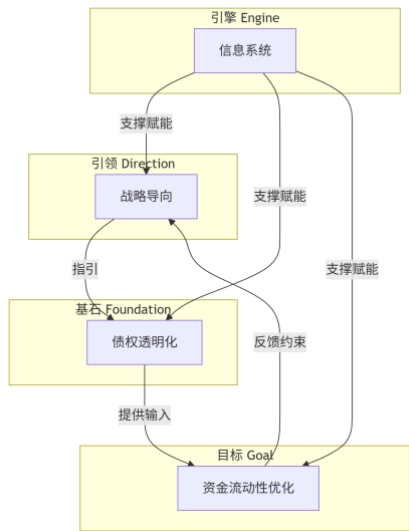 引擎 Engine
信息系统
支撑赋能
引领 Direction
战略导向
支撑赋能
指引
支撑赋能
基石 Foundation
债权透明化
反馈约束
提供输入
目标 Goal
资金流动性优化